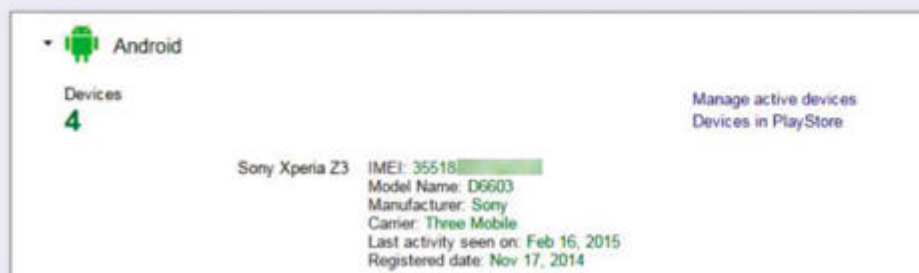 Android
Devices
4
Manage active devices
Devices in PlayStore
Sony Xperia Z3
IMEI: 35518
Model Name: D6603
Manufacturer: Sony
Carrier: Three Mobile
Last activity seen on: Feb 16, 2015
Registered date: Nov 17, 2014